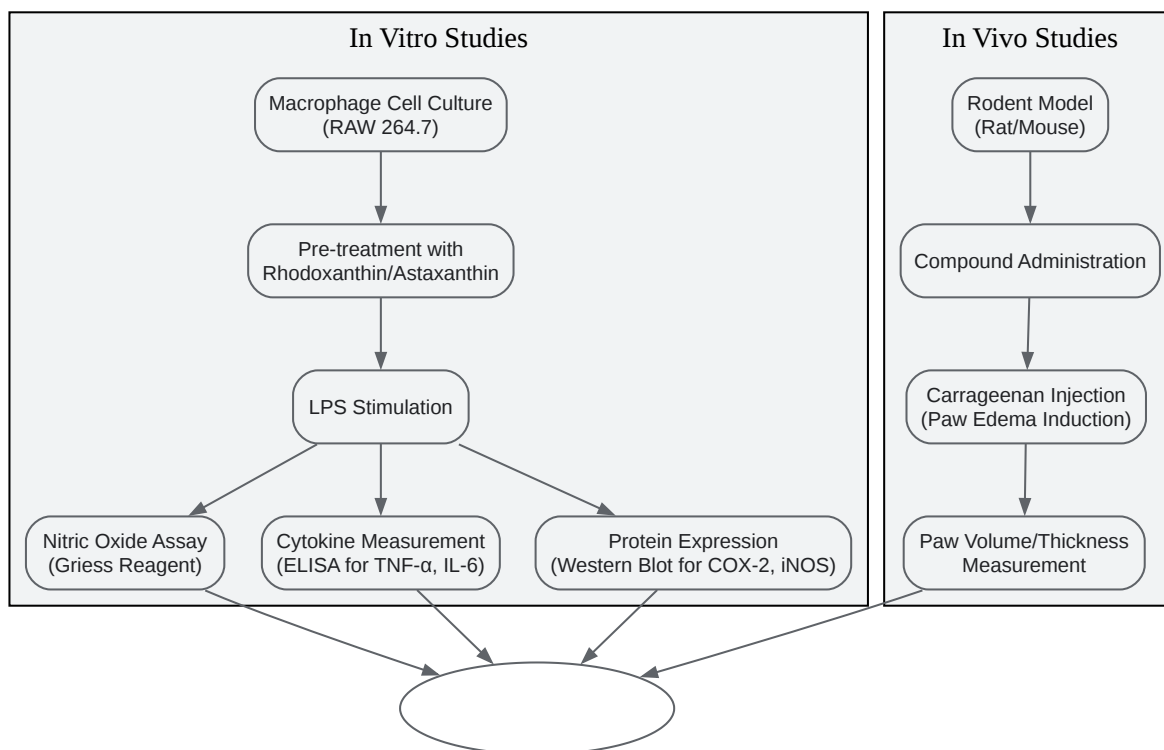 In Vitro Studies
Macrophage Cell Culture
(RAW 264.7)
Pre-treatment with
Rhodoxanthin/Astaxanthin
LPS Stimulation
Nitric Oxide Assay
(Griess Reagent)
Cytokine Measurement
(ELISA for TNF-α, IL-6)
Protein Expression
(Western Blot for COX-2, iNOS)
In Vivo Studies
Rodent Model
(Rat/Mouse)
Compound Administration
Carrageenan Injection
(Paw Edema Induction)
Paw Volume/Thickness
Measurement